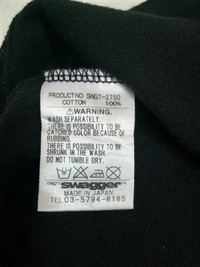 PRODUCT NO: SWGT-2750
COTTON 100%
⚠WARNING.
WASH SEPARATELY.
THERE IS POSSIBILITY TO BE
CATCHED COLOR BECAUSE OF
RUBBING.
THERE IS POSSIBILITY TO BE
SHRUNK IN THE WASH.
DO NOT TUMBLE DRY.
swagger
MADE IN JAPAN
TEL 03-5794-8185